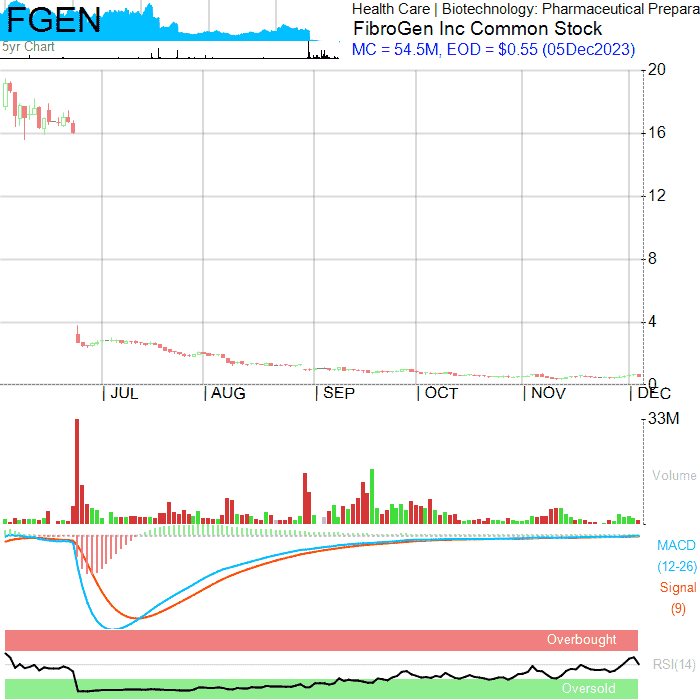 FGEN
Health Care | Biotechnology: Pharmaceutical Prepara
FibroGen Inc Common Stock
5yr Chart
MC = 54.5M, EOD = $0.55 (05Dec2023)
20
16
12
8
4
0
JUL AUG SEP OCT NOV DEC
33M
Volume
MACD
(12-26)
Signal
(9)
Overbought
RSI(14)
Oversold